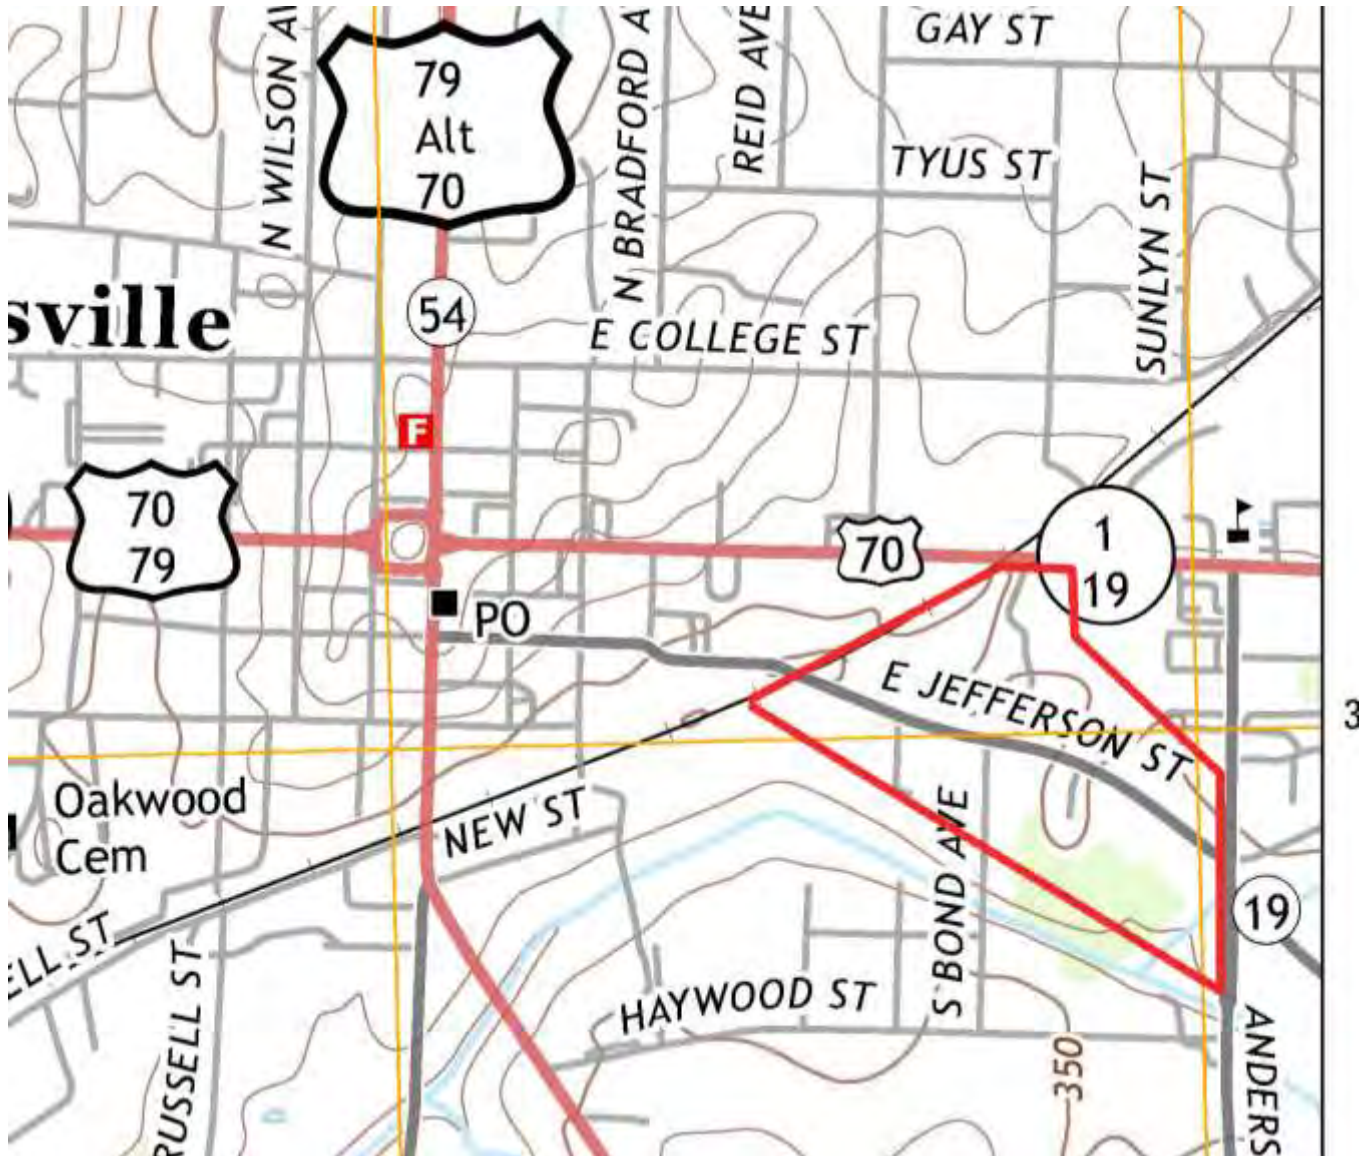 GAY ST
N WILSON AV
79
Alt
70
N BRADFORD A
REID AVE
TYUS ST
SUNLYN ST
sville
54
E COLLEGE ST
F
70
79
70
1
19
PO
E JEFFERSON ST
3
Oakwood
Cem
NEW ST
S BOND AVE
19
ELL ST
RUSSELL ST
HAYWOOD ST
350
ANDERS